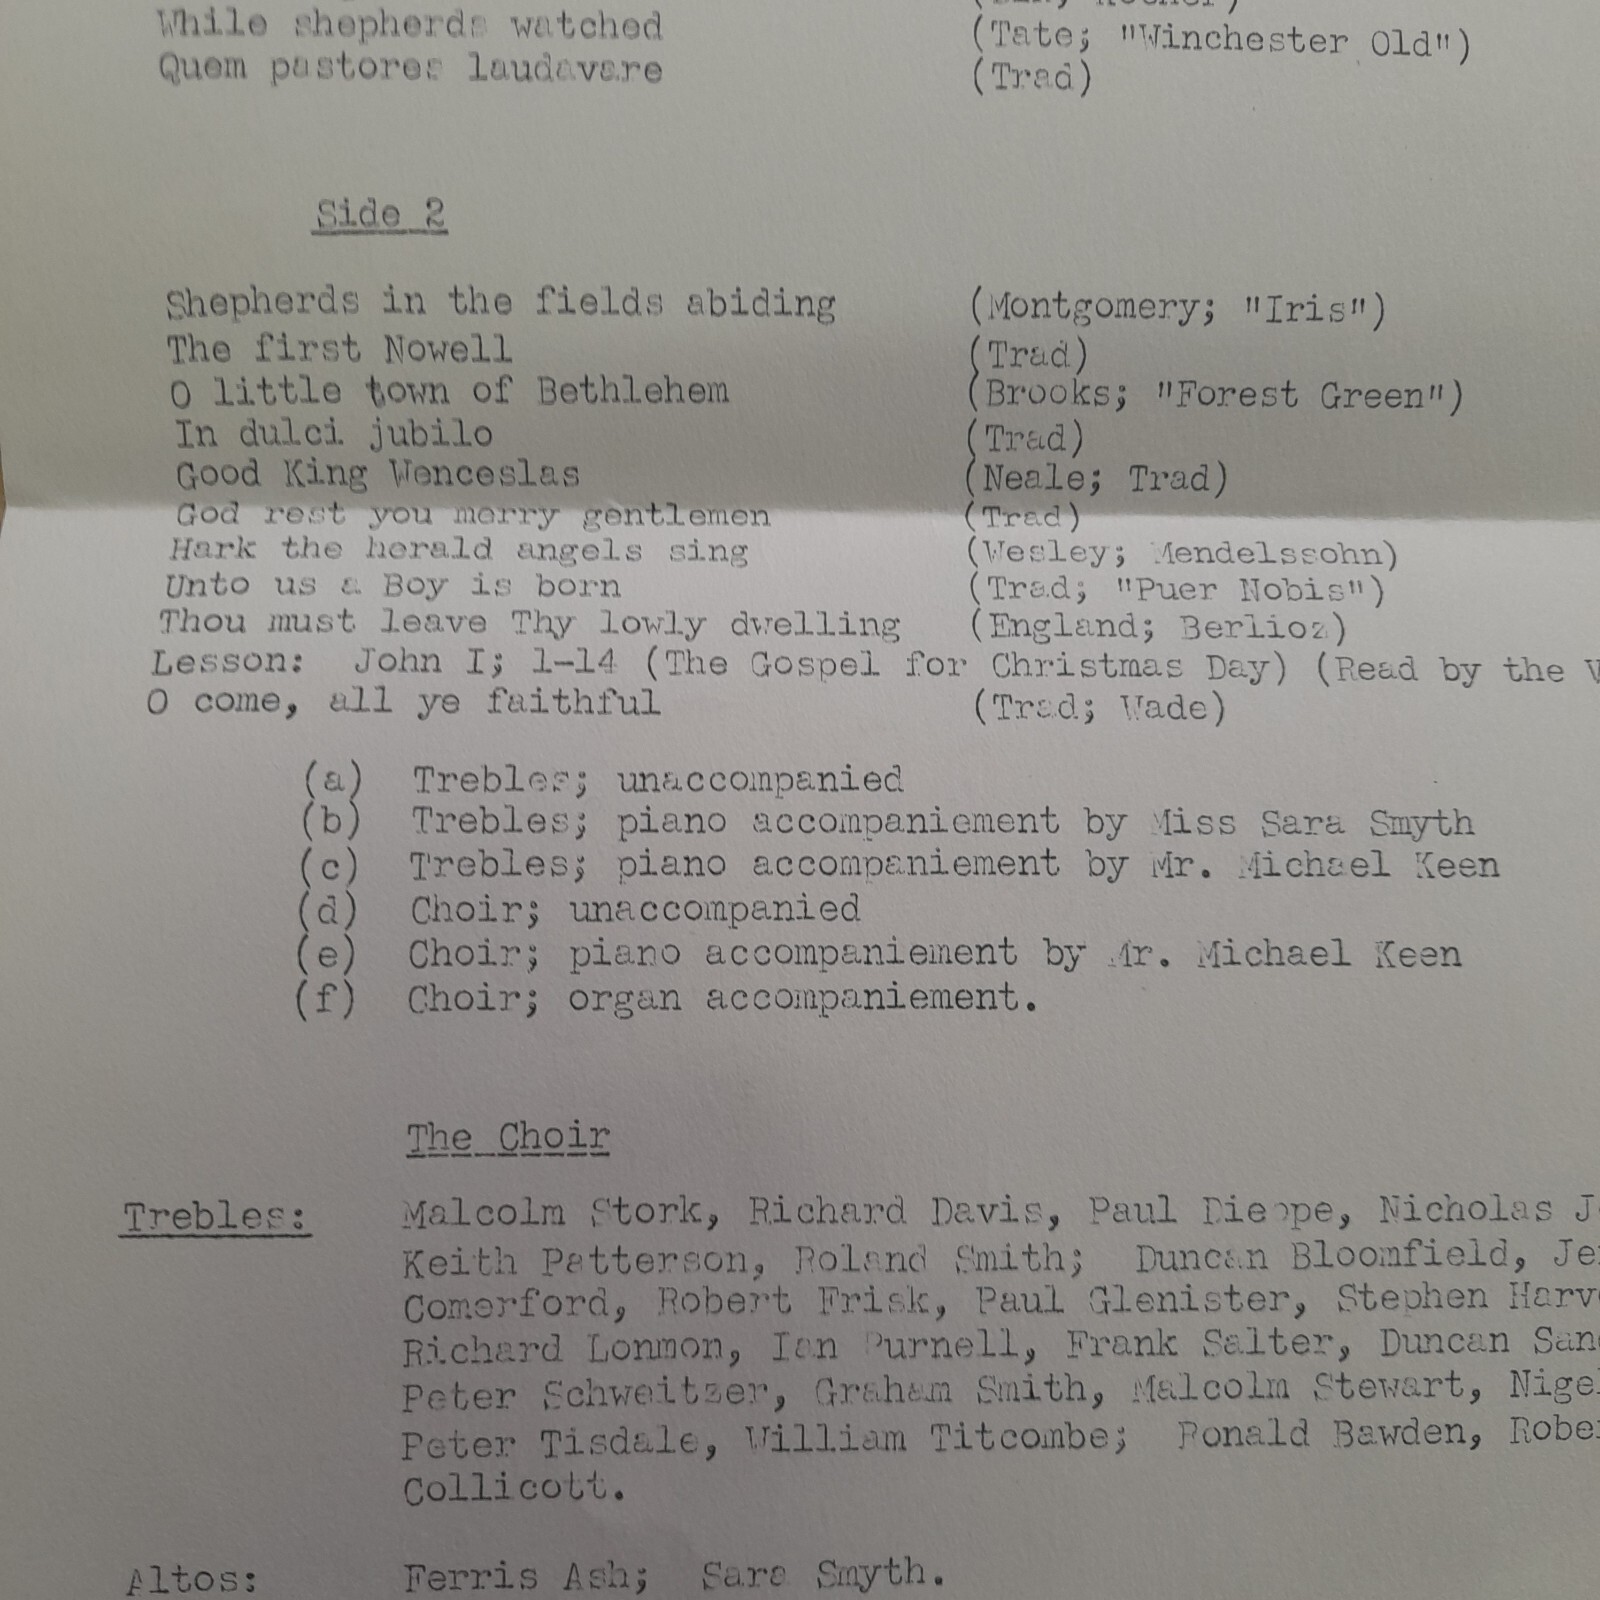 While shepherds watched (Tate; "Winchester Old")
Quem pastores laudavere (Trad)
Side 2
Shepherds in the fields abiding (Montgomery; "Iris")
The first Nowell (Trad)
O little town of Bethlehem (Brooks; "Forest Green")
In dulci jubilo (Trad)
Good King Wenceslas (Neale; Trad)
God rest you merry gentlemen (Trad)
Hark the herald angels sing (Wesley; Mendelssohn)
Unto us a Boy is born (Trad; "Puer Nobis")
Thou must leave Thy lowly dwelling (England; Berlioz)
Lesson: John I; 1-14 (The Gospel for Christmas Day) (Read by the
O come, all ye faithful (Trad; Wade)
(a) Trebles; unaccompanied
(b) Trebles; piano accompaniement by Miss Sara Smyth
(c) Trebles; piano accompaniement by Mr. Michael Keen
(d) Choir; unaccompanied
(e) Choir; piano accompaniement by Mr. Michael Keen
(f) Choir; organ accompaniement.
The Choir
Trebles: Malcolm Stork, Richard Davis, Paul Dieppe, Nicholas
Keith Patterson, Roland Smith; Duncan Bloomfield,
Comerford, Robert Frisk, Paul Glenister, Stephen
Richard Lonmon, Ian Purnell, Frank Salter, Duncan
Peter Schweitzer, Graham Smith, Malcolm Stewart,
Peter Tisdale, William Titcombe; Ronald Bawden,
Collicott.
Altos: Ferris Ash; Sara Smyth.